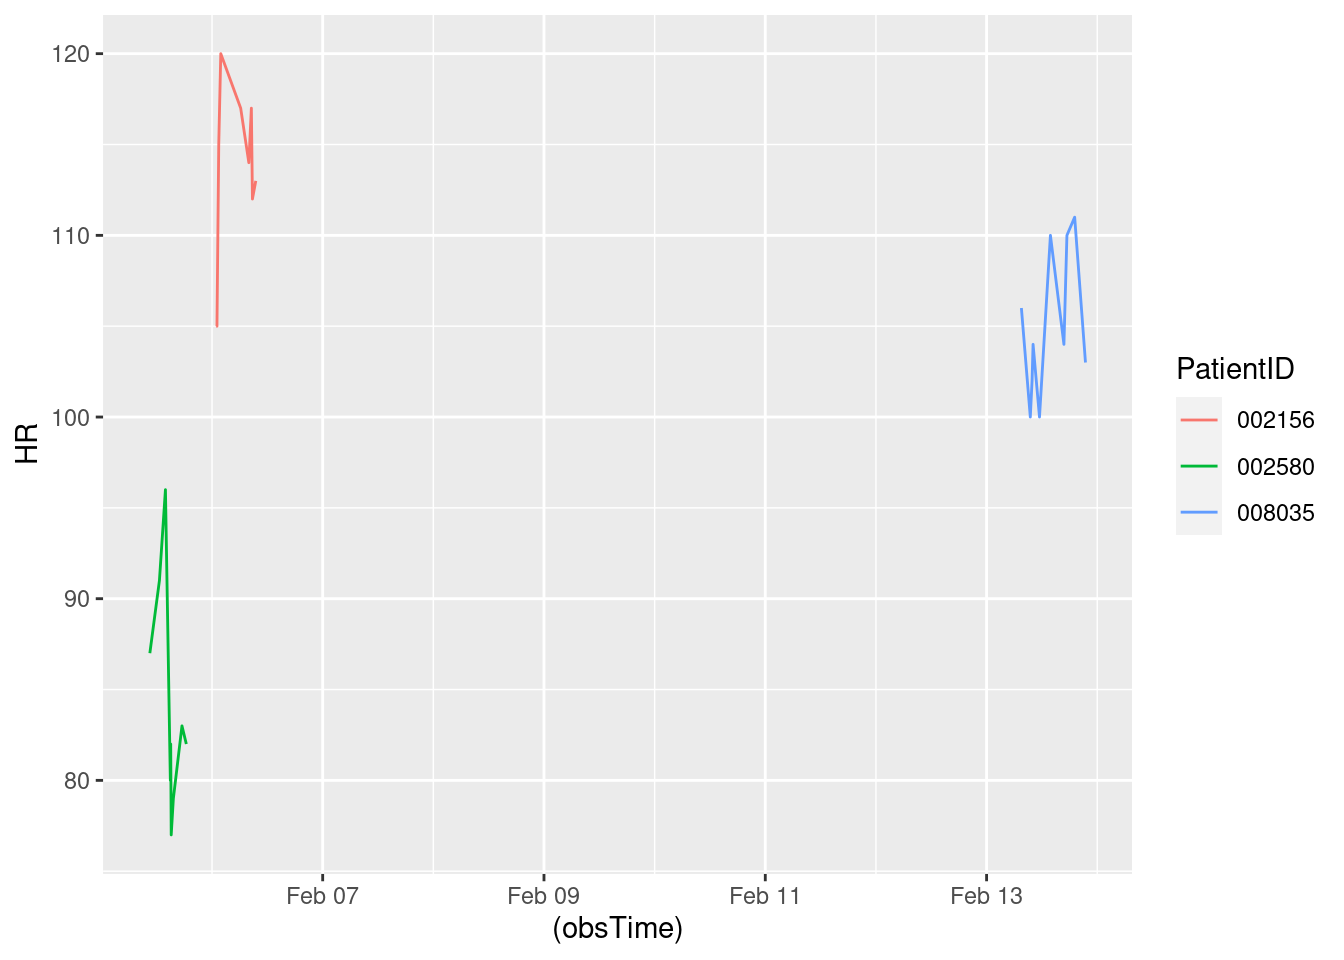 120
110
100
90
80
HR
Feb 07
Feb 09
Feb 11
Feb 13
(obsTime)
PatientID
002156
002580
008035